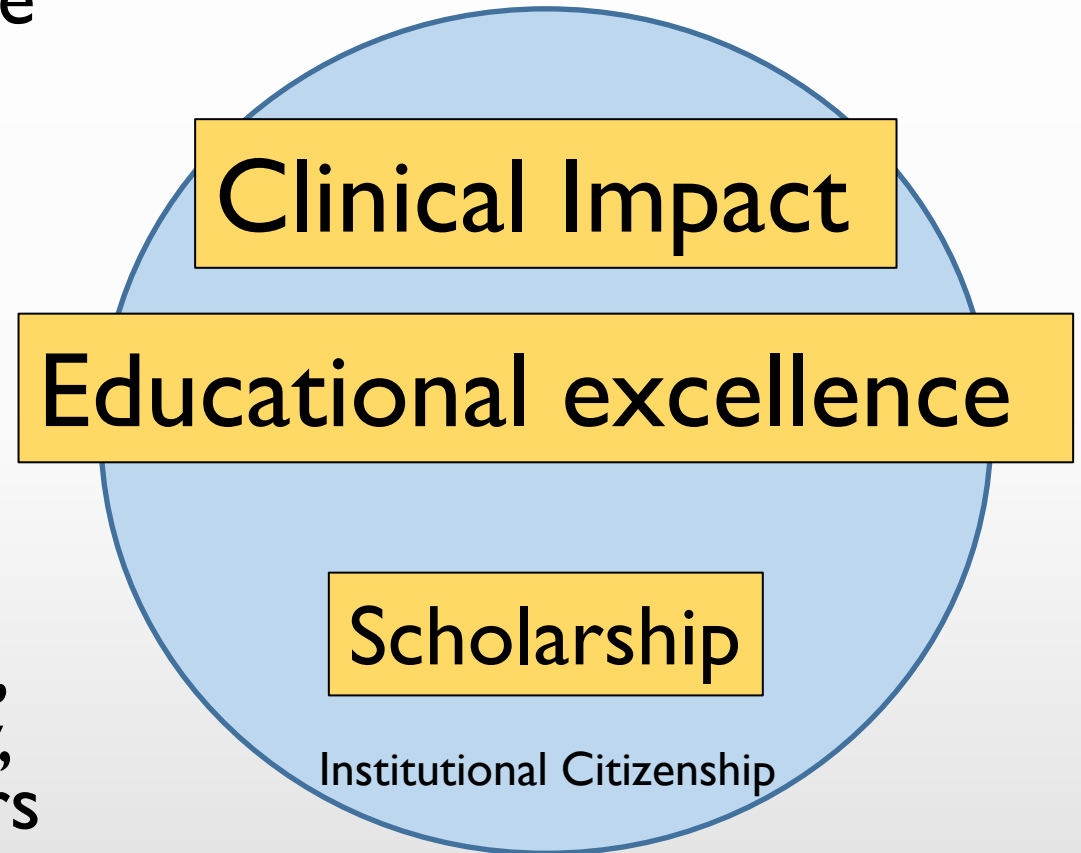 Clinical Impact
Educational excellence
Scholarship
Institutional Citizenship